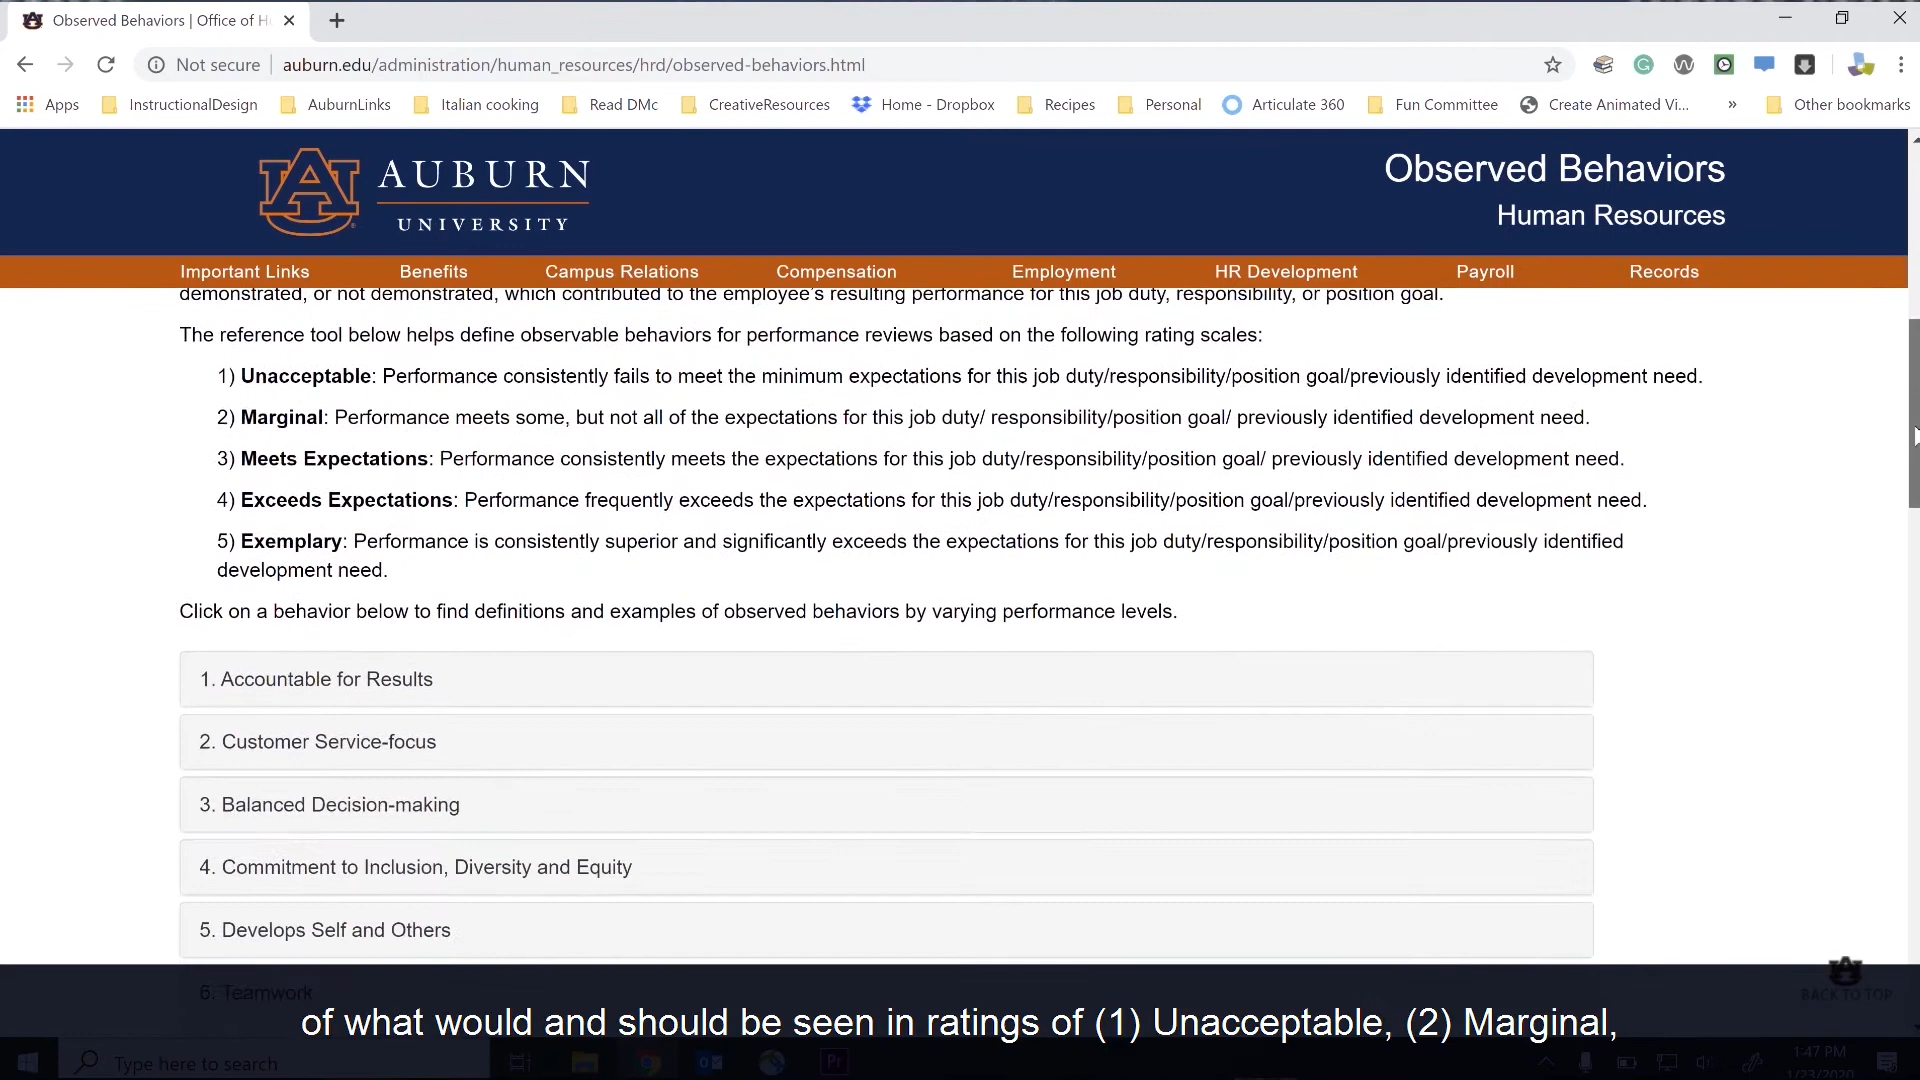 Observed Behaviors | Office of H
Not secure
auburn.edu/administration/human_resources/hrd/observed-behaviors.html
Apps InstructionalDesign AuburnLinks Italian cooking Read DMc CreativeResources Home - Dropbox Recipes Personal Articulate 360 Fun Committee Create Animated Vi... » Other bookmarks
AUBURN
UNIVERSITY
Observed Behaviors
Human Resources
Important Links Benefits Campus Relations Compensation Employment HR Development Payroll Records
demonstrated, or not demonstrated, which contributed to the employee's resulting performance for this job duty, responsibility, or position goal.
The reference tool below helps define observable behaviors for performance reviews based on the following rating scales:
1) Unacceptable: Performance consistently fails to meet the minimum expectations for this job duty/responsibility/position goal/previously identified development need.
2) Marginal: Performance meets some, but not all of the expectations for this job duty/ responsibility/position goal/ previously identified development need.
3) Meets Expectations: Performance consistently meets the expectations for this job duty/responsibility/position goal/ previously identified development need.
4) Exceeds Expectations: Performance frequently exceeds the expectations for this job duty/responsibility/position goal/previously identified development need.
5) Exemplary: Performance is consistently superior and significantly exceeds the expectations for this job duty/responsibility/position goal/previously identified
development need.
Click on a behavior below to find definitions and examples of observed behaviors by varying performance levels.
1. Accountable for Results
2. Customer Service-focus
3. Balanced Decision-making
4. Commitment to Inclusion, Diversity and Equity
5. Develops Self and Others
6. Teamwork
BACK TO TOP
of what would and should be seen in ratings of (1) Unacceptable, (2) Marginal,
Type here to search
1:47 PM
1/23/2020